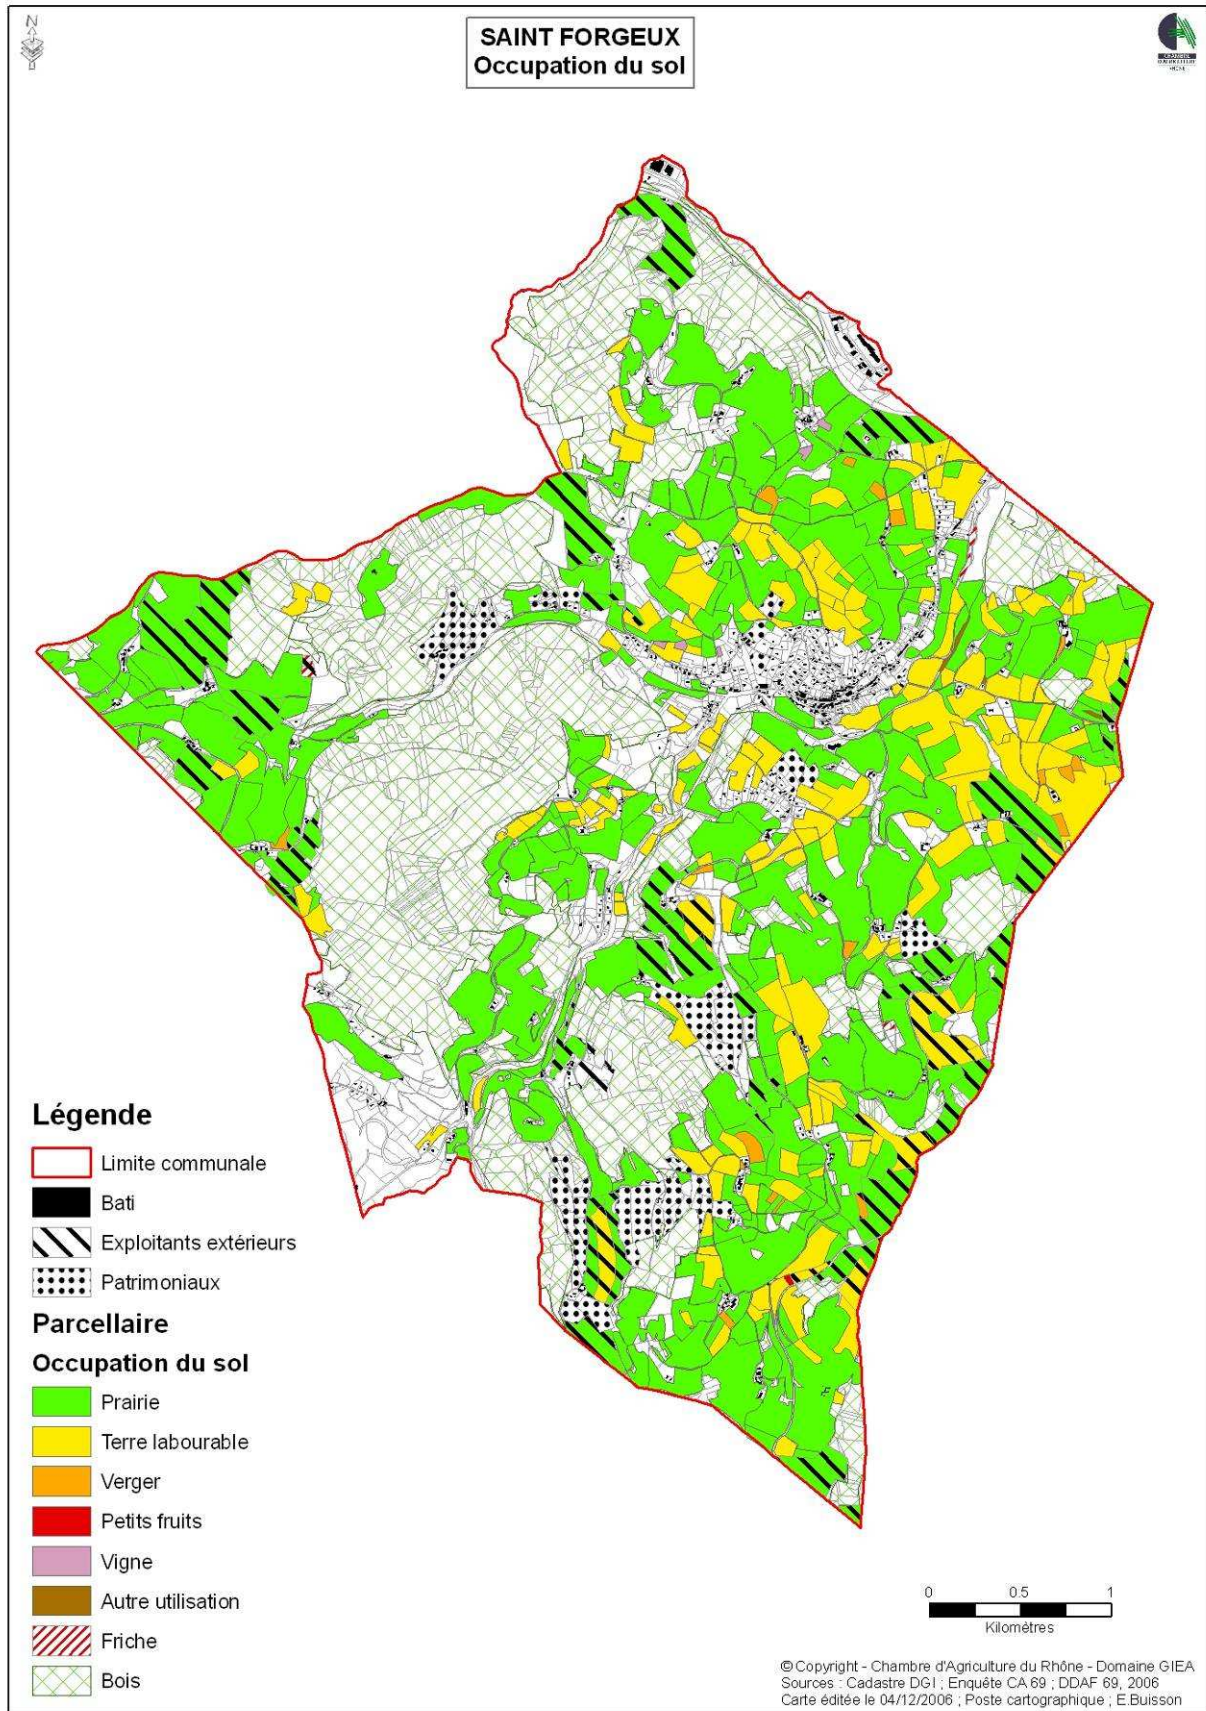 N
SAINT FORGEUX
Occupation du sol
Légende
Limite communale
Bati
Exploitants extérieurs
Patrimoniaux
Parcellaire
Occupation du sol
Prairie
Terre labourable
Verger
Petits fruits
Vigne
Autre utilisation
Friche
Bois
0 0.5 1
Kilomètres
© Copyright - Chambre d'Agriculture du Rhône - Domaine GIEA
Sources : Cadastre DGI ; Enquête CA 69 ; DDAF 69, 2006
Carte éditée le 04/12/2006 ; Poste cartographique ; E.Buisson